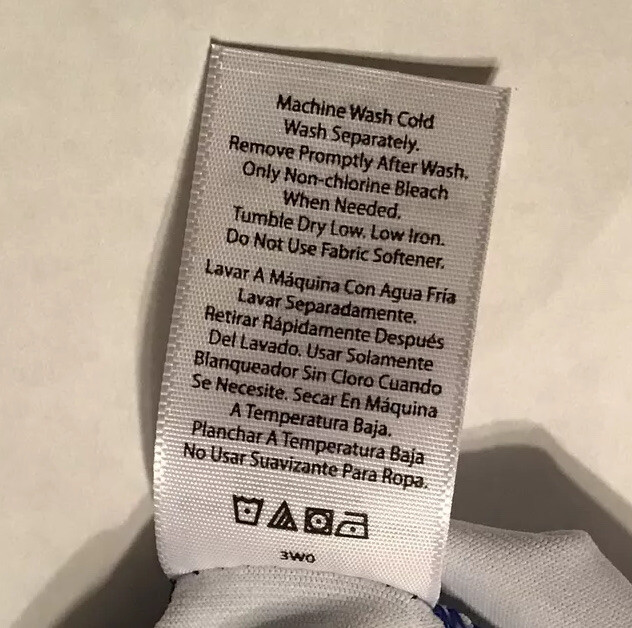 Machine Wash Cold
Wash Separately.
Remove Promptly After Wash.
Only Non-chlorine Bleach
When Needed.
Tumble Dry Low. Low Iron.
Do Not Use Fabric Softener.
Lavar A Máquina Con Agua Fría
Lavar Separadamente.
Retirar Rápidamente Después
Del Lavado. Usar Solamente
Blanqueador Sin Cloro Cuando
Se Necesite. Secar En Máquina
A Temperatura Baja.
Planchar A Temperatura Baja
No Usar Suavizante Para Ropa.
3W0